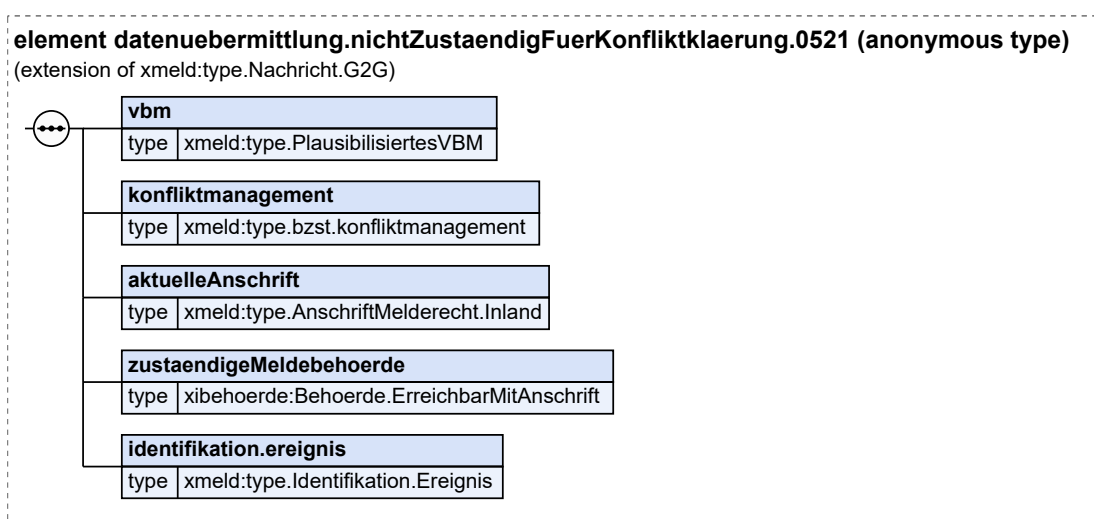 element datenuebermittlung.nichtZustaendigFuerKonfliktklaerung.0521 (anonymous type)
(extension of xmeld:type.Nachricht.G2G)
vbm
type xmeld:type.PlausibilisiertesVBM
konfliktmanagement
type xmeld:type.bzst.konfliktmanagement
aktuelleAnschrift
type xmeld:type.AnschriftMelderecht.Inland
zustaendigeMeldebehoerde
type xibehoerde:Behoerde.ErreichbarMitAnschrift
identifikation.ereignis
type xmeld:type.Identifikation.Ereignis